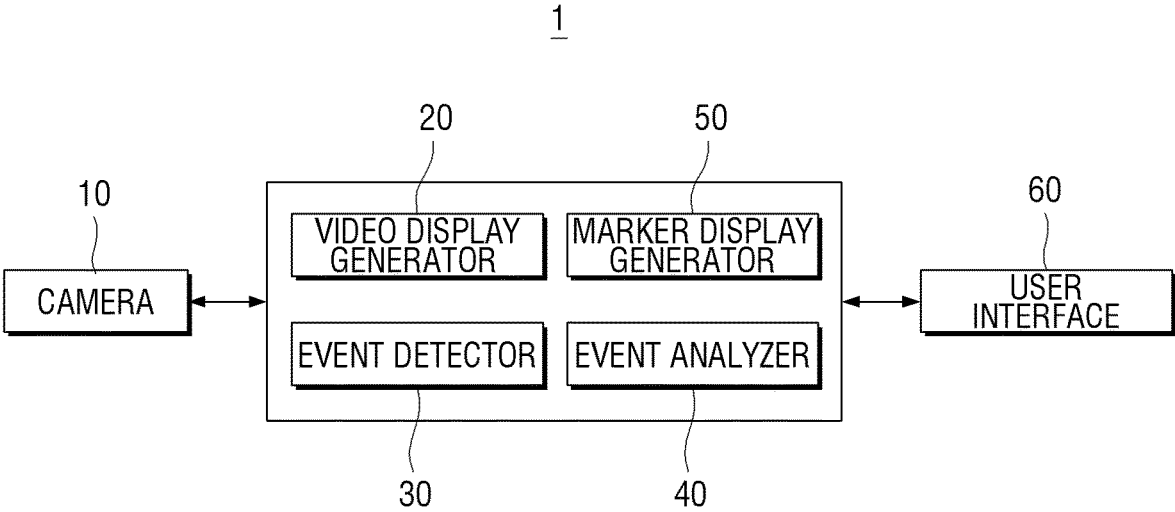 1
20
50
10
60
VIDEO DISPLAY
GENERATOR
MARKER DISPLAY
GENERATOR
CAMERA
USER
INTERFACE
EVENT DETECTOR
EVENT ANALYZER
30
40